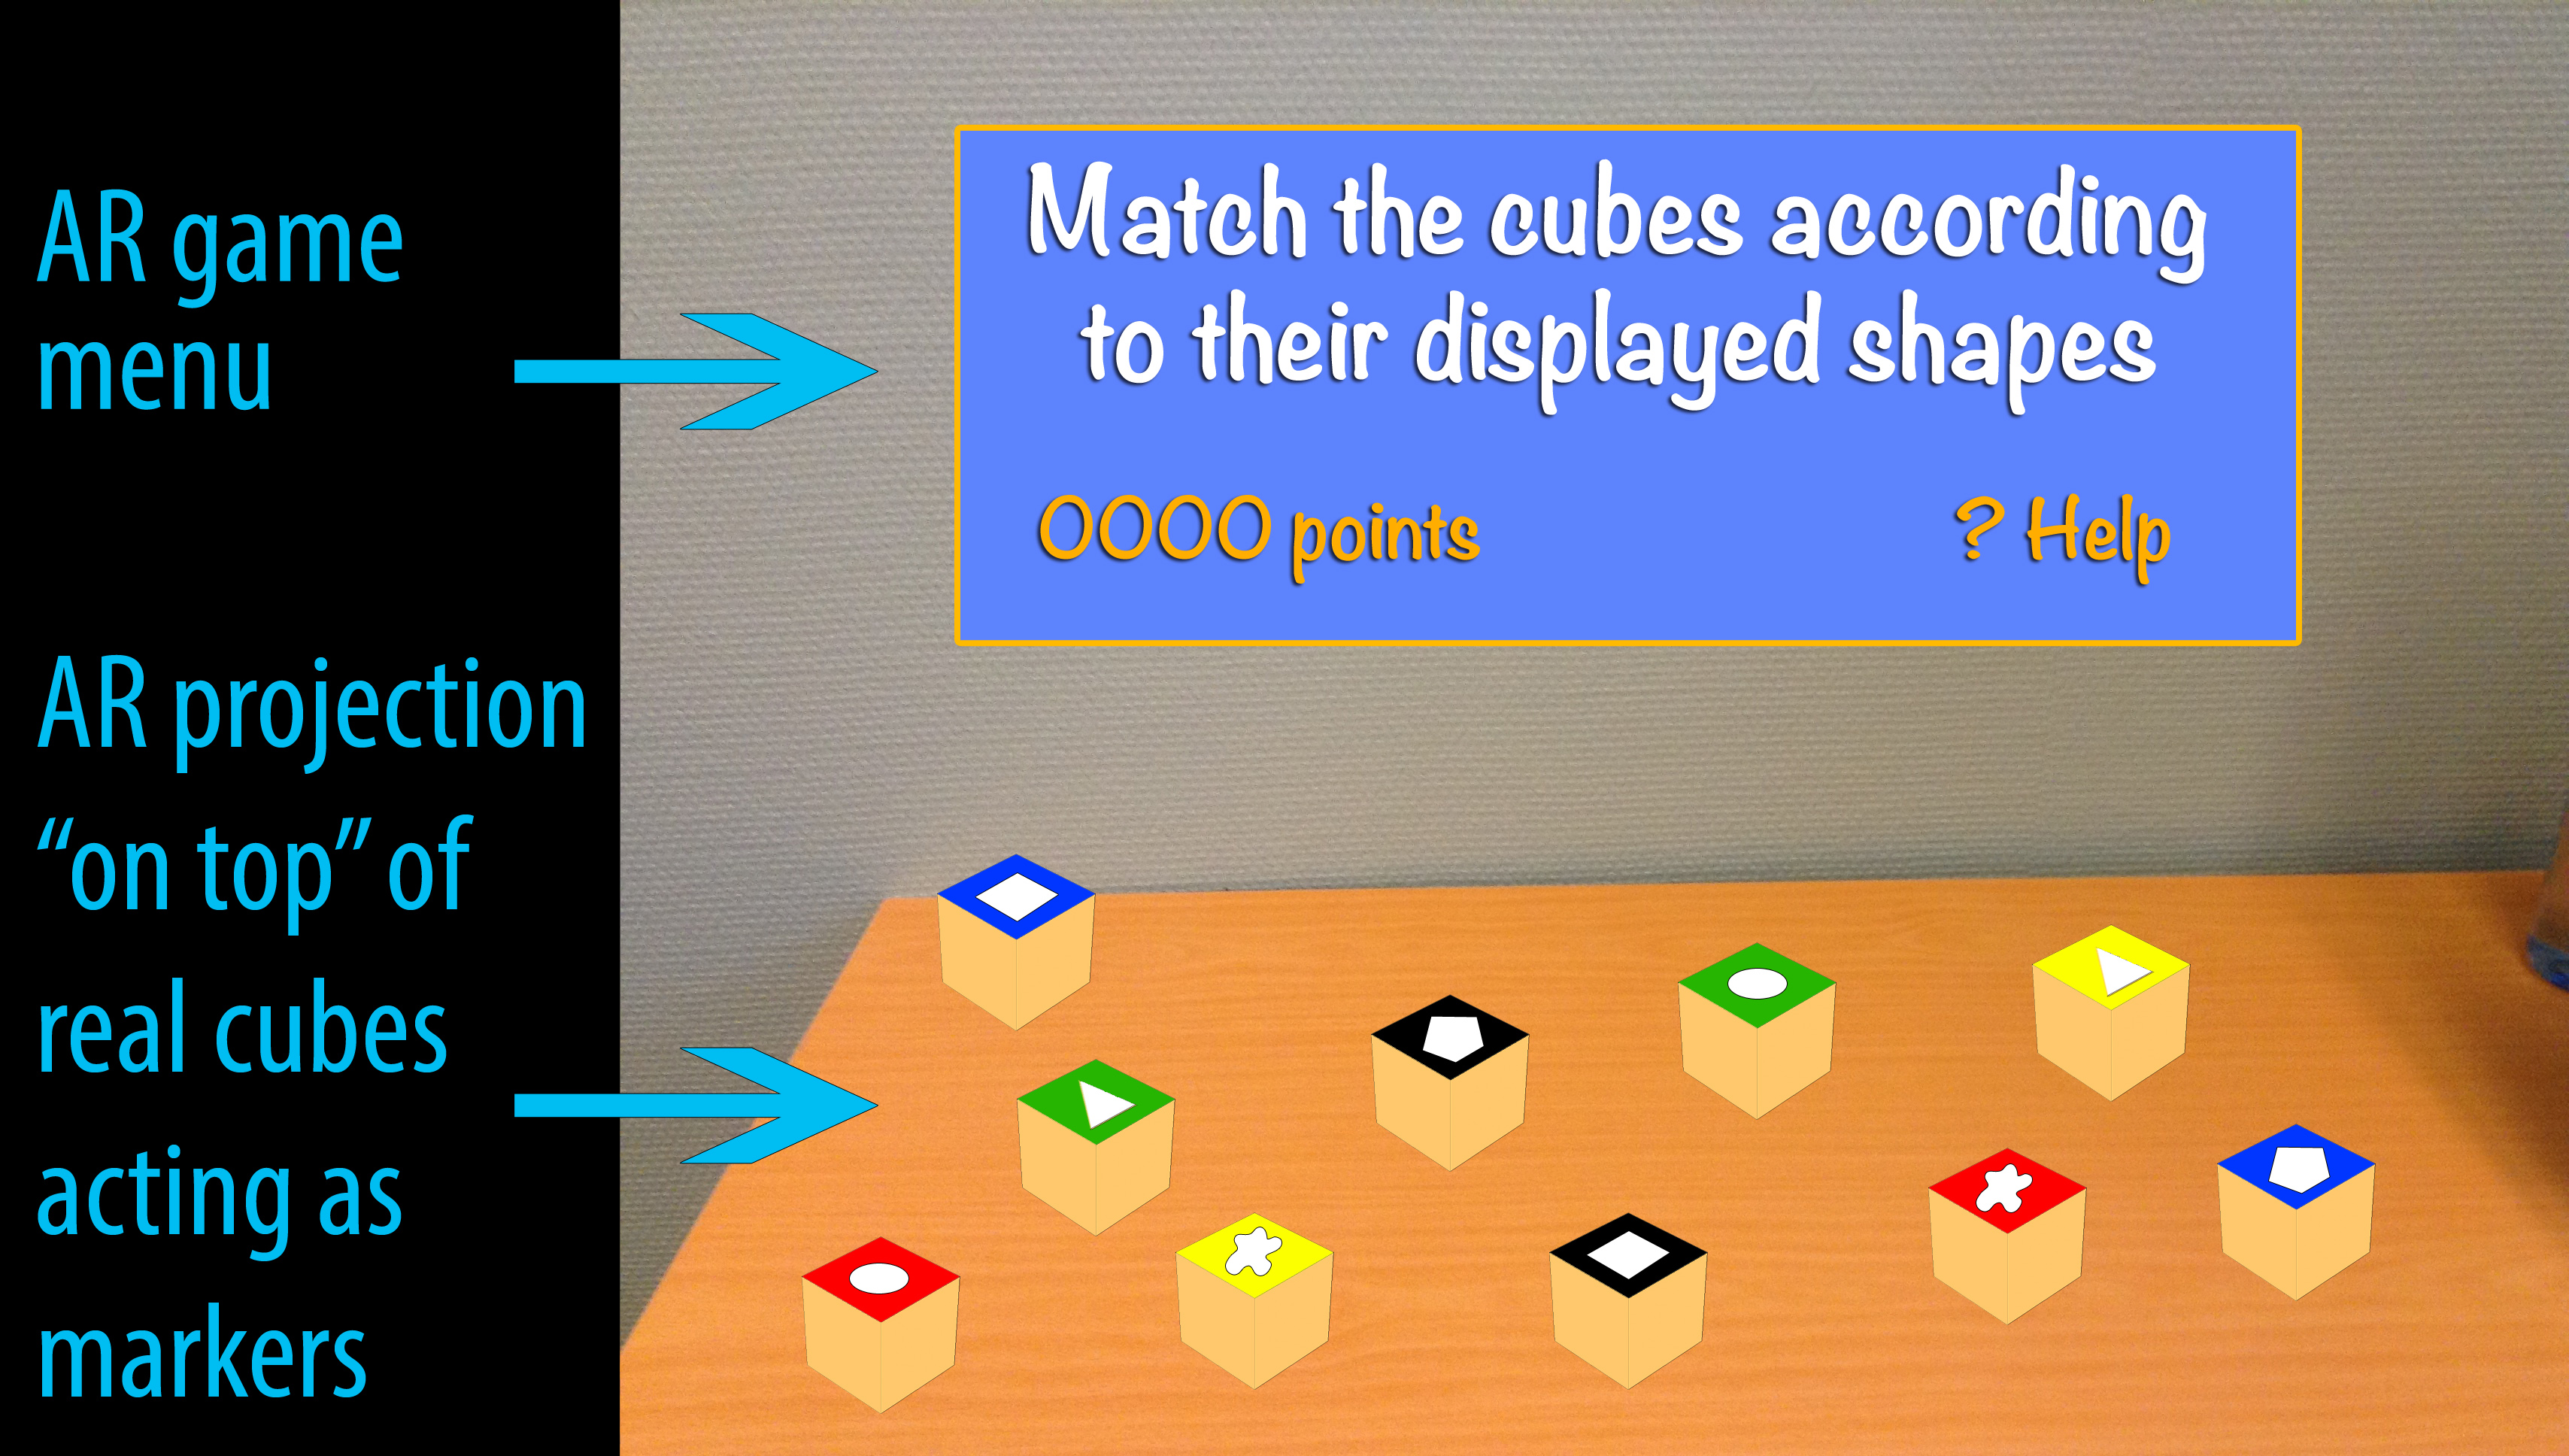 AR game
menu
Match the cubes according
to their displayed shapes
0000 points
? Help
AR projection
“on top” of
real cubes
acting as
markers